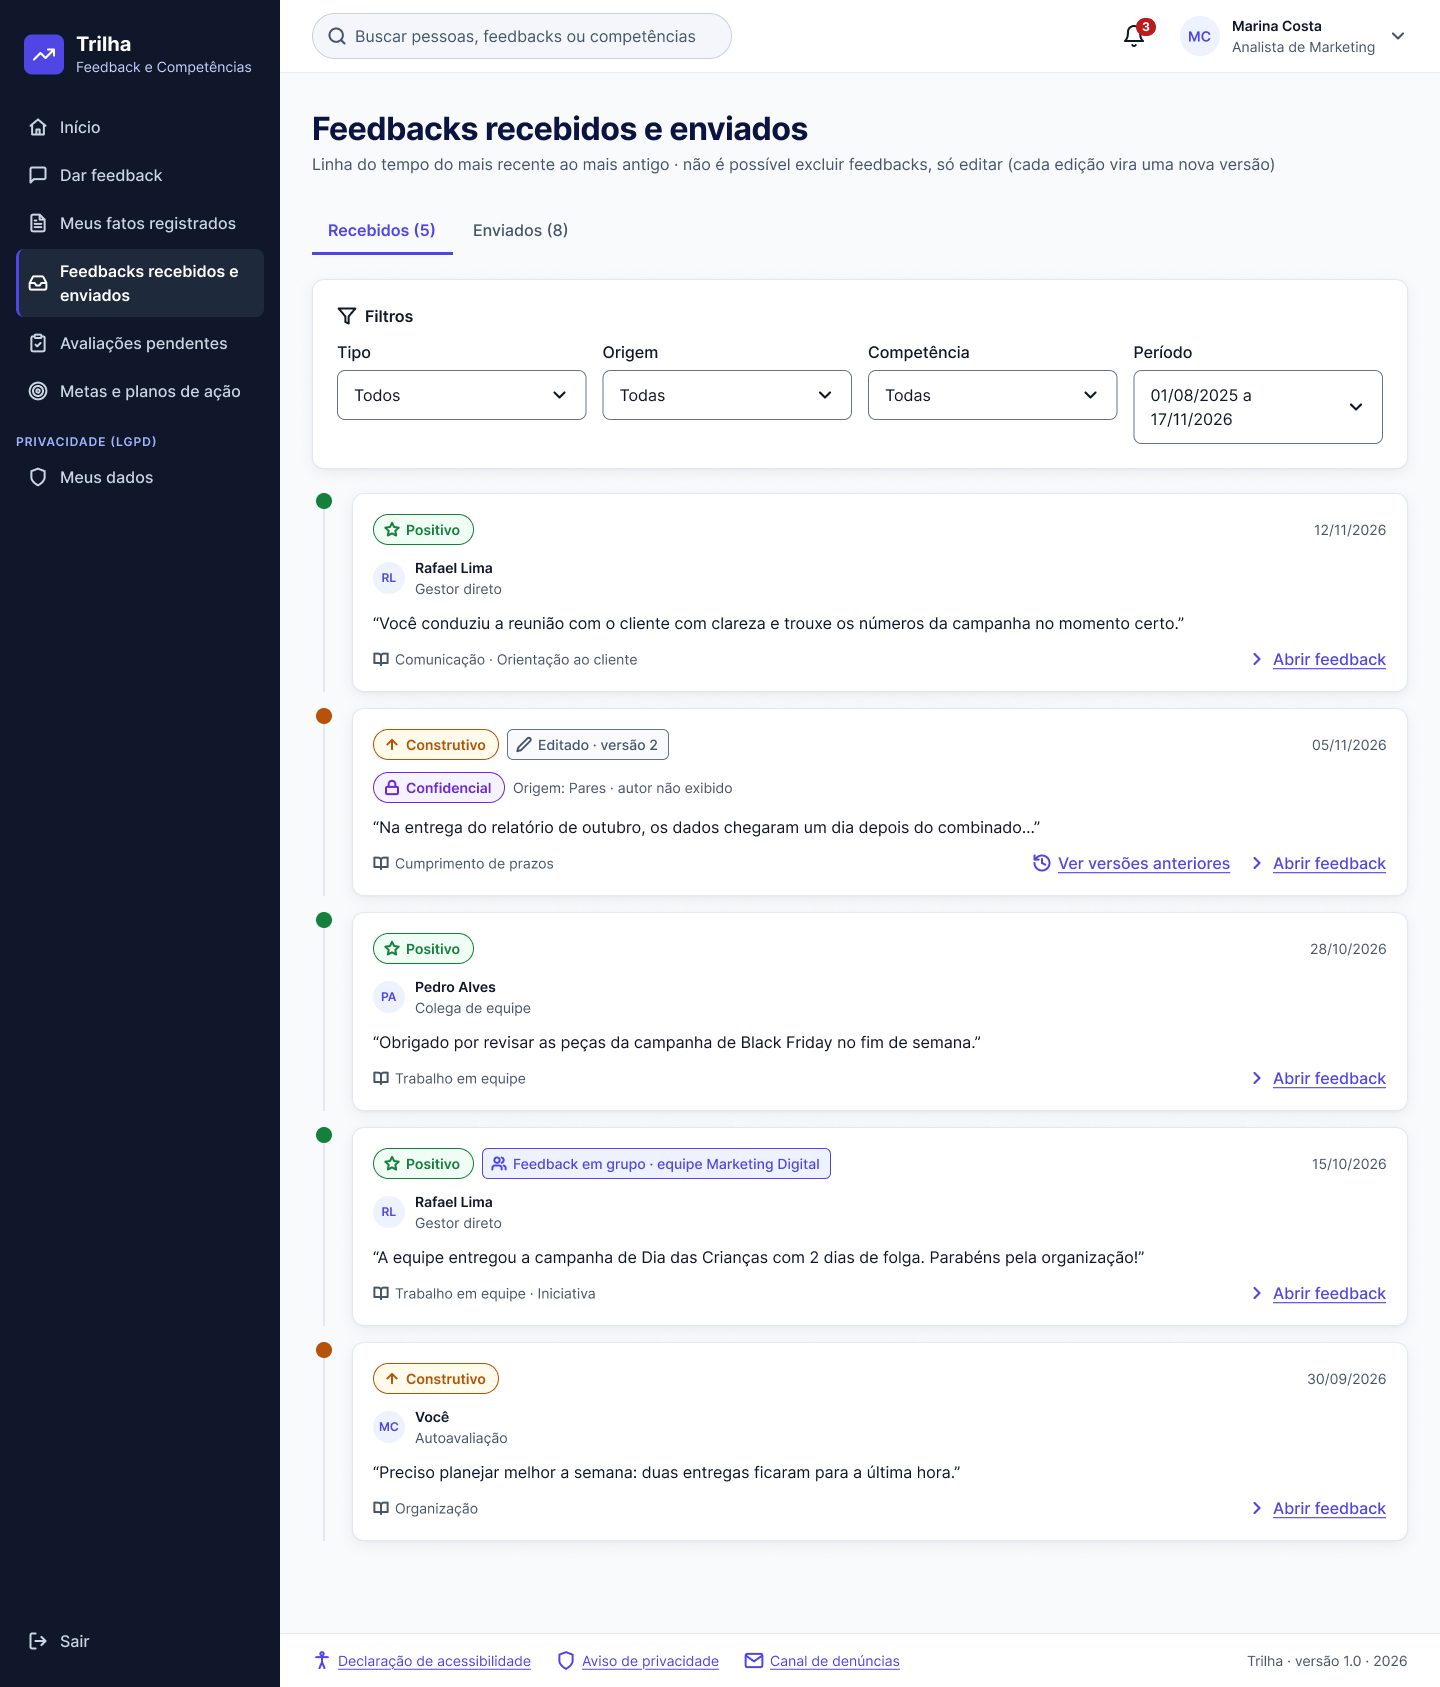 Trilha
Feedback e Competências
Início
Dar feedback
Meus fatos registrados
Feedbacks recebidos e
enviados
Avaliações pendentes
Metas e planos de ação
PRIVACIDADE (LGPD)
Meus dados
Sair
Buscar pessoas, feedbacks ou competências
3
MC
Marina Costa
Analista de Marketing
Feedbacks recebidos e enviados
Linha do tempo do mais recente ao mais antigo · não é possível excluir feedbacks, só editar (cada edição vira uma nova versão)
Recebidos (5)
Enviados (8)
Filtros
Tipo
Todos
Origem
Todas
Competência
Todas
Período
01/08/2025 a
17/11/2026
Positivo
12/11/2026
RL
Rafael Lima
Gestor direto
“Você conduziu a reunião com o cliente com clareza e trouxe os números da campanha no momento certo.”
Comunicação · Orientação ao cliente
Abrir feedback
Construtivo
Editado · versão 2
05/11/2026
Confidencial
Origem: Pares · autor não exibido
“Na entrega do relatório de outubro, os dados chegaram um dia depois do combinado...”
Cumprimento de prazos
Ver versões anteriores
Abrir feedback
Positivo
28/10/2026
PA
Pedro Alves
Colega de equipe
“Obrigado por revisar as peças da campanha de Black Friday no fim de semana.”
Trabalho em equipe
Abrir feedback
Positivo
Feedback em grupo · equipe Marketing Digital
15/10/2026
RL
Rafael Lima
Gestor direto
“A equipe entregou a campanha de Dia das Crianças com 2 dias de folga. Parabéns pela organização!”
Trabalho em equipe · Iniciativa
Abrir feedback
Construtivo
30/09/2026
MC
Você
Autoavaliação
“Preciso planejar melhor a semana: duas entregas ficaram para a última hora.”
Organização
Abrir feedback
Declaração de acessibilidade
Aviso de privacidade
Canal de denúncias
Trilha · versão 1.0 · 2026